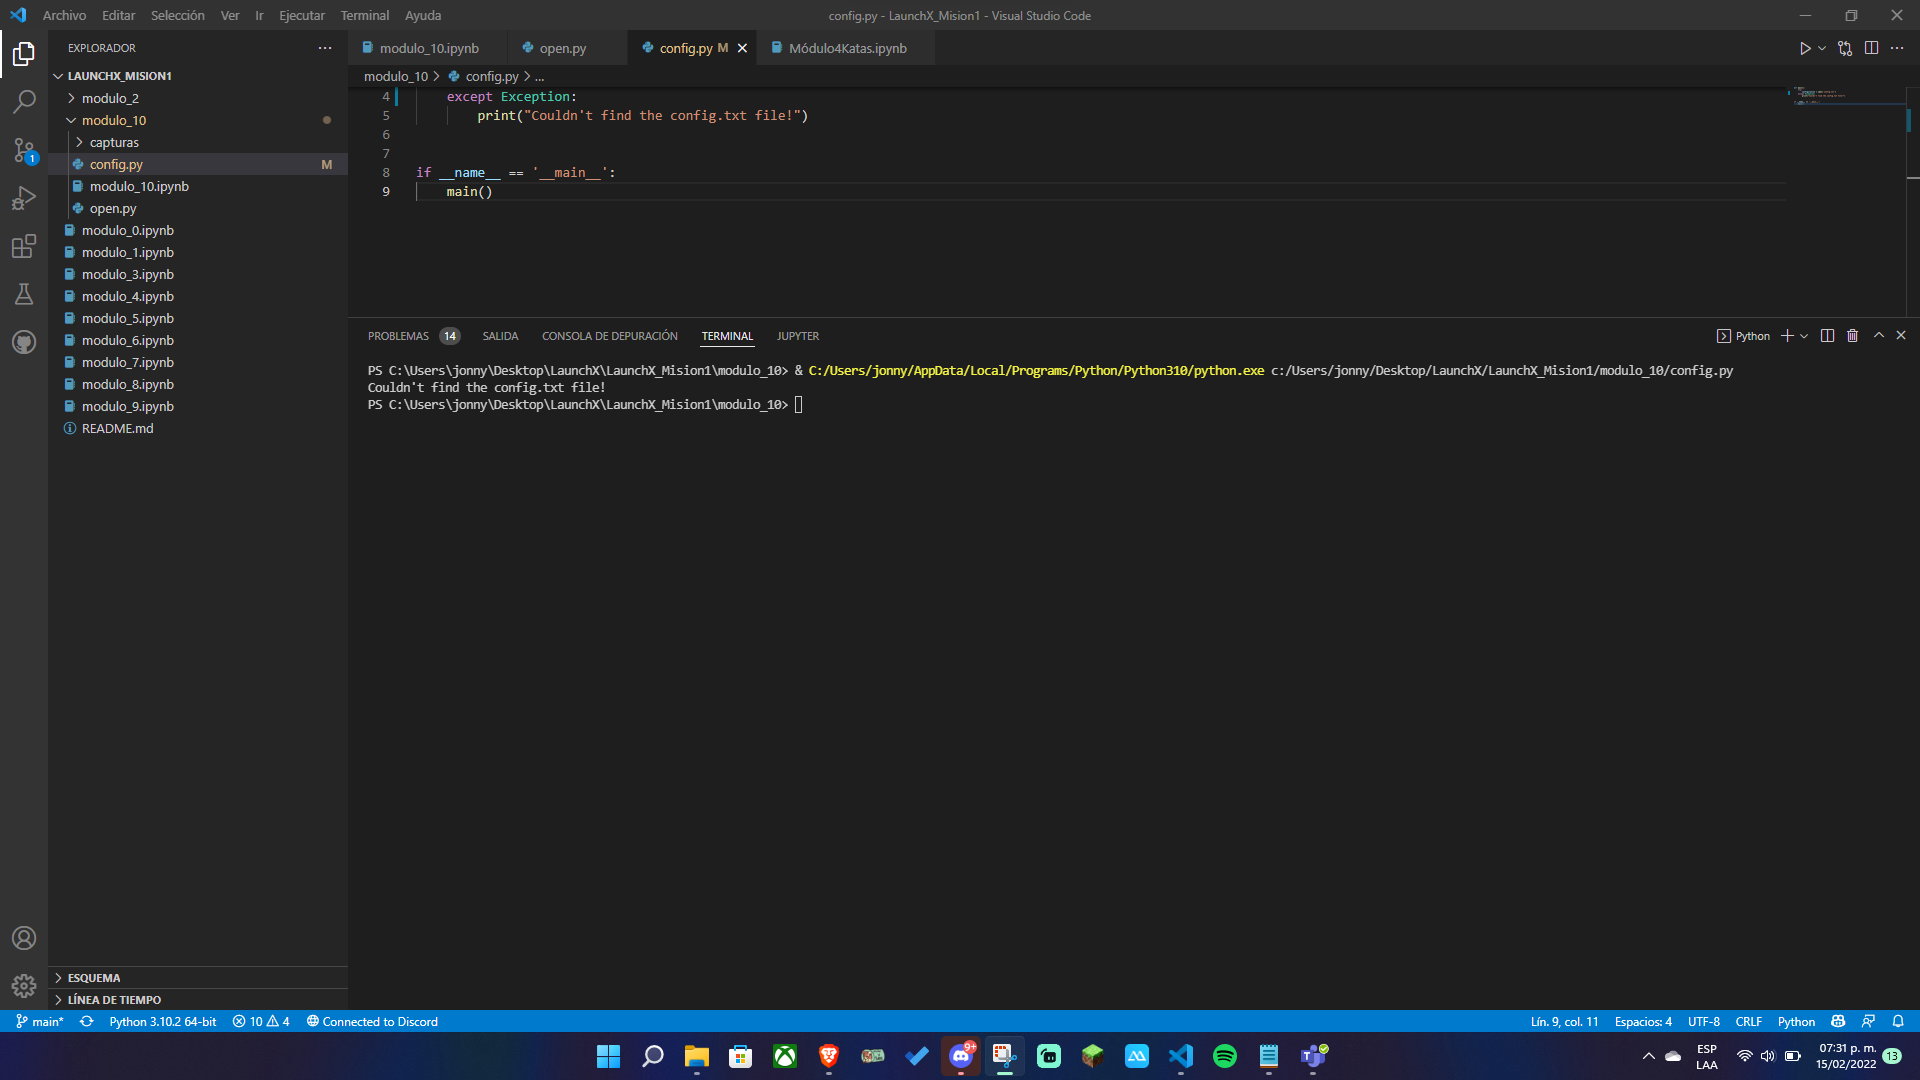 Archivo Editar Selección Ver Ir Ejecutar Terminal Ayuda
config.py - LaunchX_Mision1 - Visual Studio Code
EXPLORADOR
LAUNCHX_MISION1
modulo_2
modulo_10
capturas
config.py M
modulo_10.ipynb
open.py
modulo_0.ipynb
modulo_1.ipynb
modulo_3.ipynb
modulo_4.ipynb
modulo_5.ipynb
modulo_6.ipynb
modulo_7.ipynb
modulo_8.ipynb
modulo_9.ipynb
README.md
ESQUEMA
LÍNEA DE TIEMPO
1
modulo_10.ipynb open.py config.py M Módulo4Katas.ipynb
modulo_10 > config.py > ...
4 except Exception:
5 print("Couldn't find the config.txt file!")
6
7
8 if __name__ == '__main__':
9 main()
PROBLEMAS 14 SALIDA CONSOLA DE DEPURACIÓN TERMINAL JUPYTER
Python
PS C:\Users\jonny\Desktop\LaunchX\LaunchX_Mision1\modulo_10> & C:/Users/jonny/AppData/Local/Programs/Python/Python310/python.exe c:/Users/jonny/Desktop/LaunchX/LaunchX_Mision1/modulo_10/config.py
Couldn't find the config.txt file!
PS C:\Users\jonny\Desktop\LaunchX\LaunchX_Mision1\modulo_10>
main* Python 3.10.2 64-bit 10 4 Connected to Discord
Lín. 9, col. 11 Espacios: 4 UTF-8 CRLF Python
9+
ESP
LAA
07:31 p. m.
15/02/2022
13